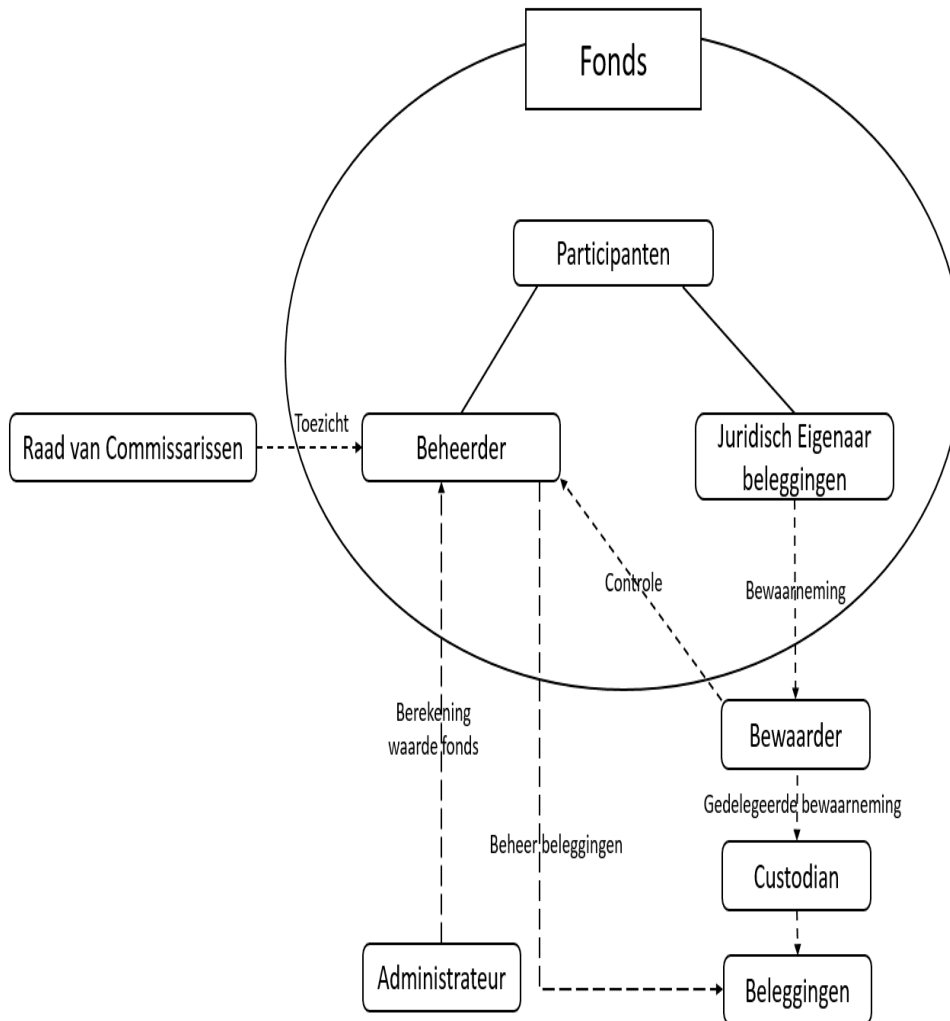 Fonds
Participanten
Raad van Commissarissen
Toezicht
Beheerder
Juridisch Eigenaar
beleggingen
Controle
Bewaarneming
Berekening
waarde fonds
Bewaarder
Gedelegeerde bewaarneming
Beheer beleggingen
Custodian
Administrateur
Beleggingen